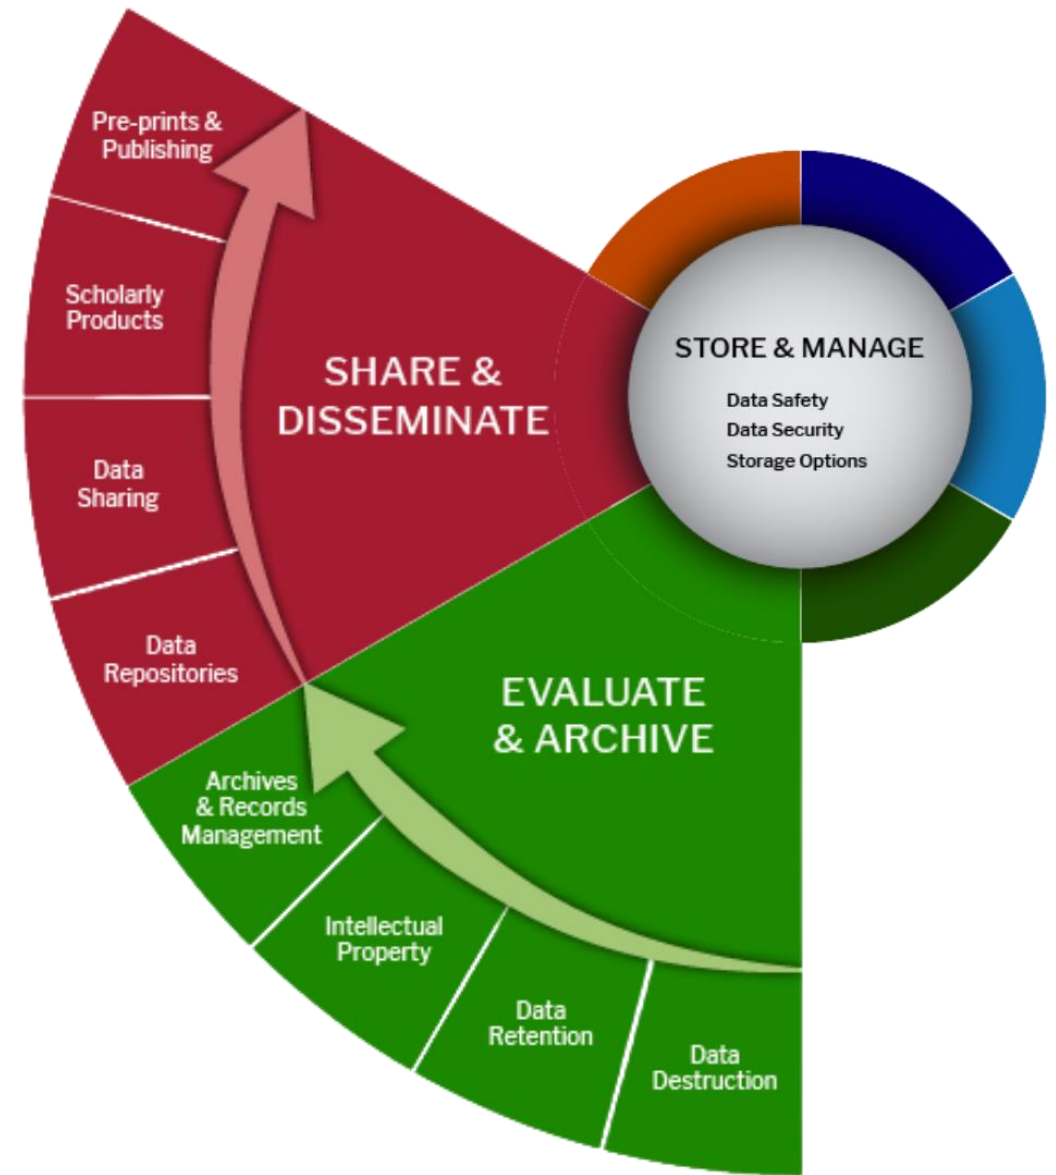 Pre-prints &
Publishing
Scholarly
Products
Data
Sharing
Data
Repositories
SHARE &
DISSEMINATE
STORE & MANAGE
Data Safety
Data Security
Storage Options
EVALUATE
& ARCHIVE
Archives
& Records
Management
Intellectual
Property
Data
Retention
Data
Destruction